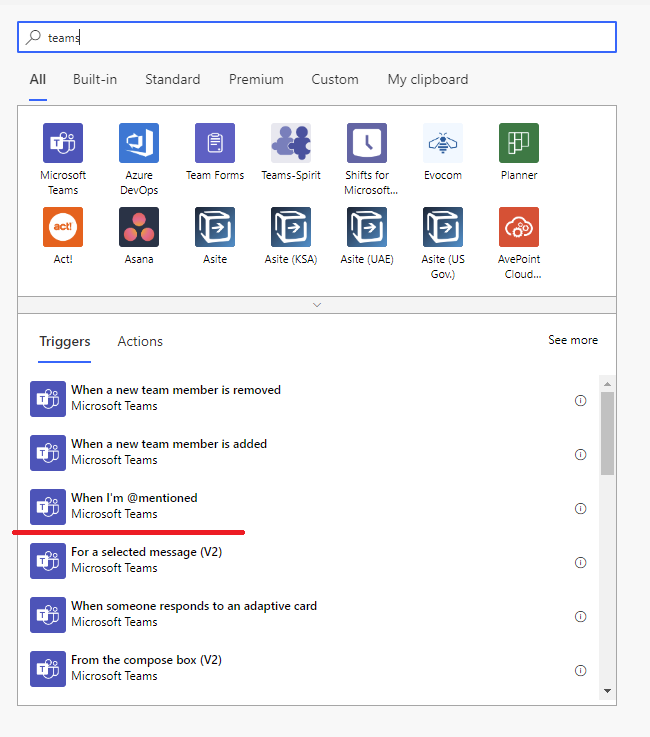 teams
All Built-in Standard Premium Custom My clipboard
Microsoft Teams
Azure DevOps
Team Forms
Teams-Spirit
Shifts for Microsoft...
Evocom
Planner
act!
Act!
Asana
Asite
Asite (KSA)
Asite (UAE)
Asite (US Gov.)
AvePoint Cloud...
Triggers Actions See more
When a new team member is removed
Microsoft Teams
When a new team member is added
Microsoft Teams
When I'm @mentioned
Microsoft Teams
For a selected message (V2)
Microsoft Teams
When someone responds to an adaptive card
Microsoft Teams
From the compose box (V2)
Microsoft Teams